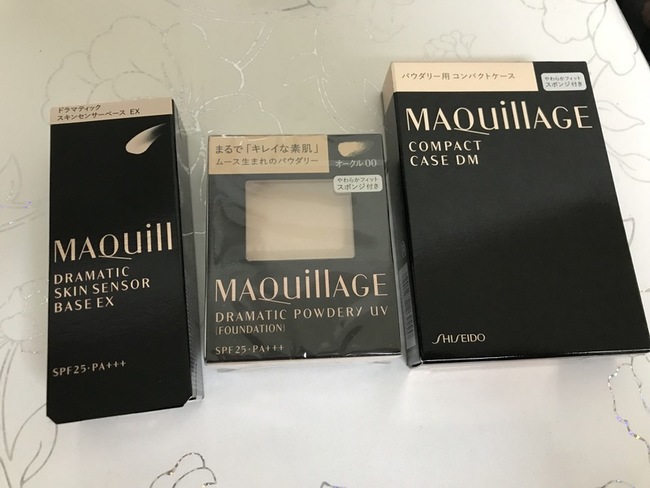 ドラマティック
スキンセンサーベース EX
MAQuill
DRAMATIC
SKIN SENSOR
BASE EX
SPF25・PA+++
まるで「キレイな素肌」
ムース生まれのパウダリー
オークル00
やわらかフィット
スポンジ付き
MAQuillAGE
DRAMATIC POWDERY UV
(FOUNDATION)
SPF25・PA+++
パウダリー用 コンパクトケース
やわらかフィット
スポンジ付き
MAQuillAGE
COMPACT
CASE DM
SHISEIDO